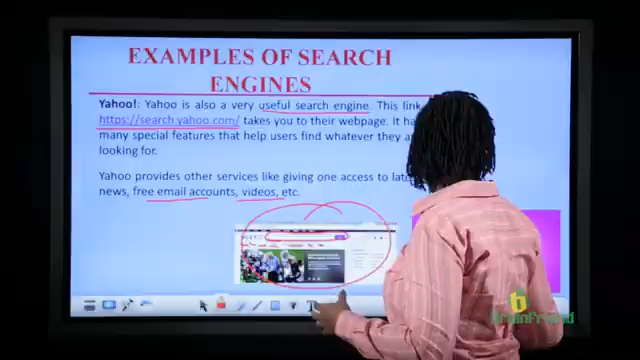 EXAMPLES OF SEARCH
ENGINES
Yahoo!: Yahoo is also a very useful search engine. This link
https://search.yahoo.com/ takes you to their webpage. It
many special features that help users find whatever they
looking for.
Yahoo provides other services like giving one access to
news, free email accounts, videos, etc.
brainfriend